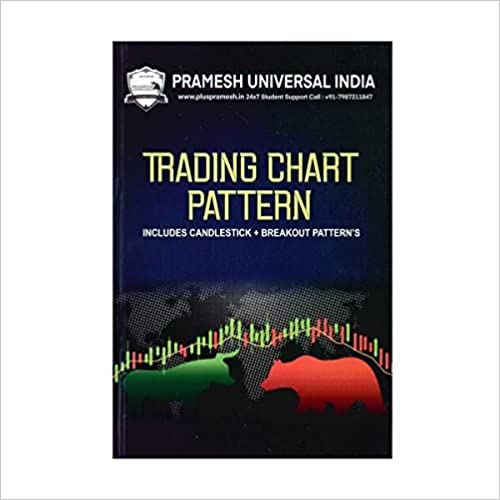 PRAMESH UNIVERSAL INDIA
www.pluspramesh.in 24x7 Student Support Call : +91-7987211847
TRADING CHART
PATTERN
INCLUDES CANDLESTICK + BREAKOUT PATTERN'S